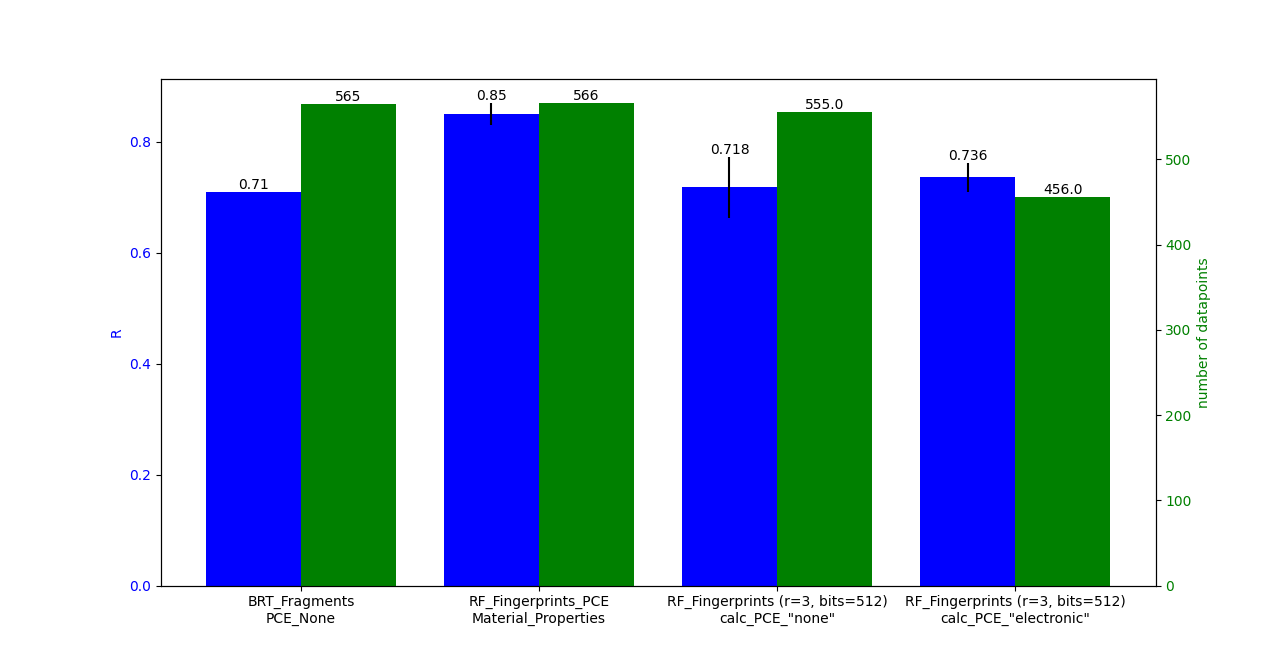 565
0.85
566
555.0
0.718
0.736
0.71
456.0
0.8
0.6
0.4
0.2
0.0
R
500
400
300
200
100
0
number of datapoints
BRT_Fragments
PCE_None
RF_Fingerprints_PCE
Material_Properties
RF_Fingerprints (r=3, bits=512)
calc_PCE_"none"
RF_Fingerprints (r=3, bits=512)
calc_PCE_"electronic"